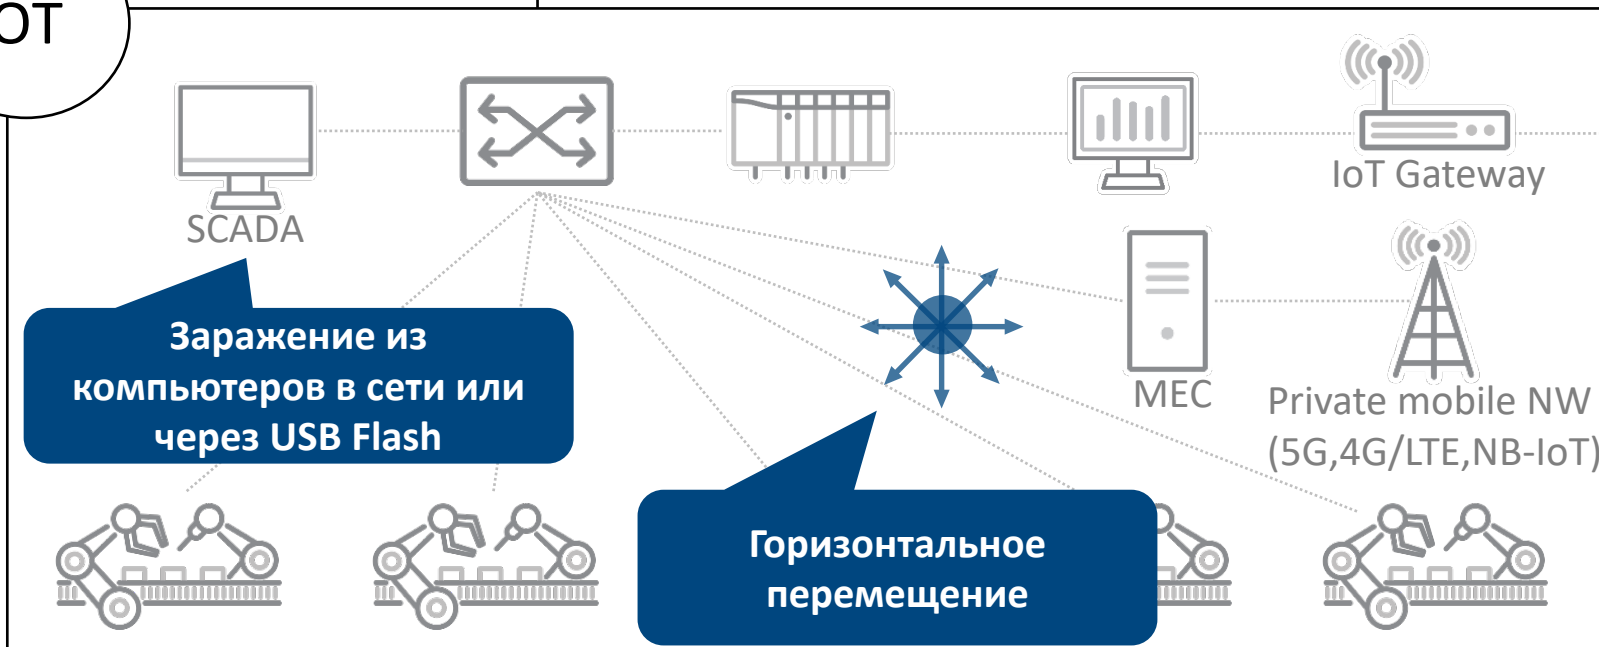 OT
IoT Gateway
SCADA
Заражение из
компьютеров в сети или
через USB Flash
MEC
Private mobile NW
(5G,4G/LTE,NB-IoT)
Горизонтальное
перемещение